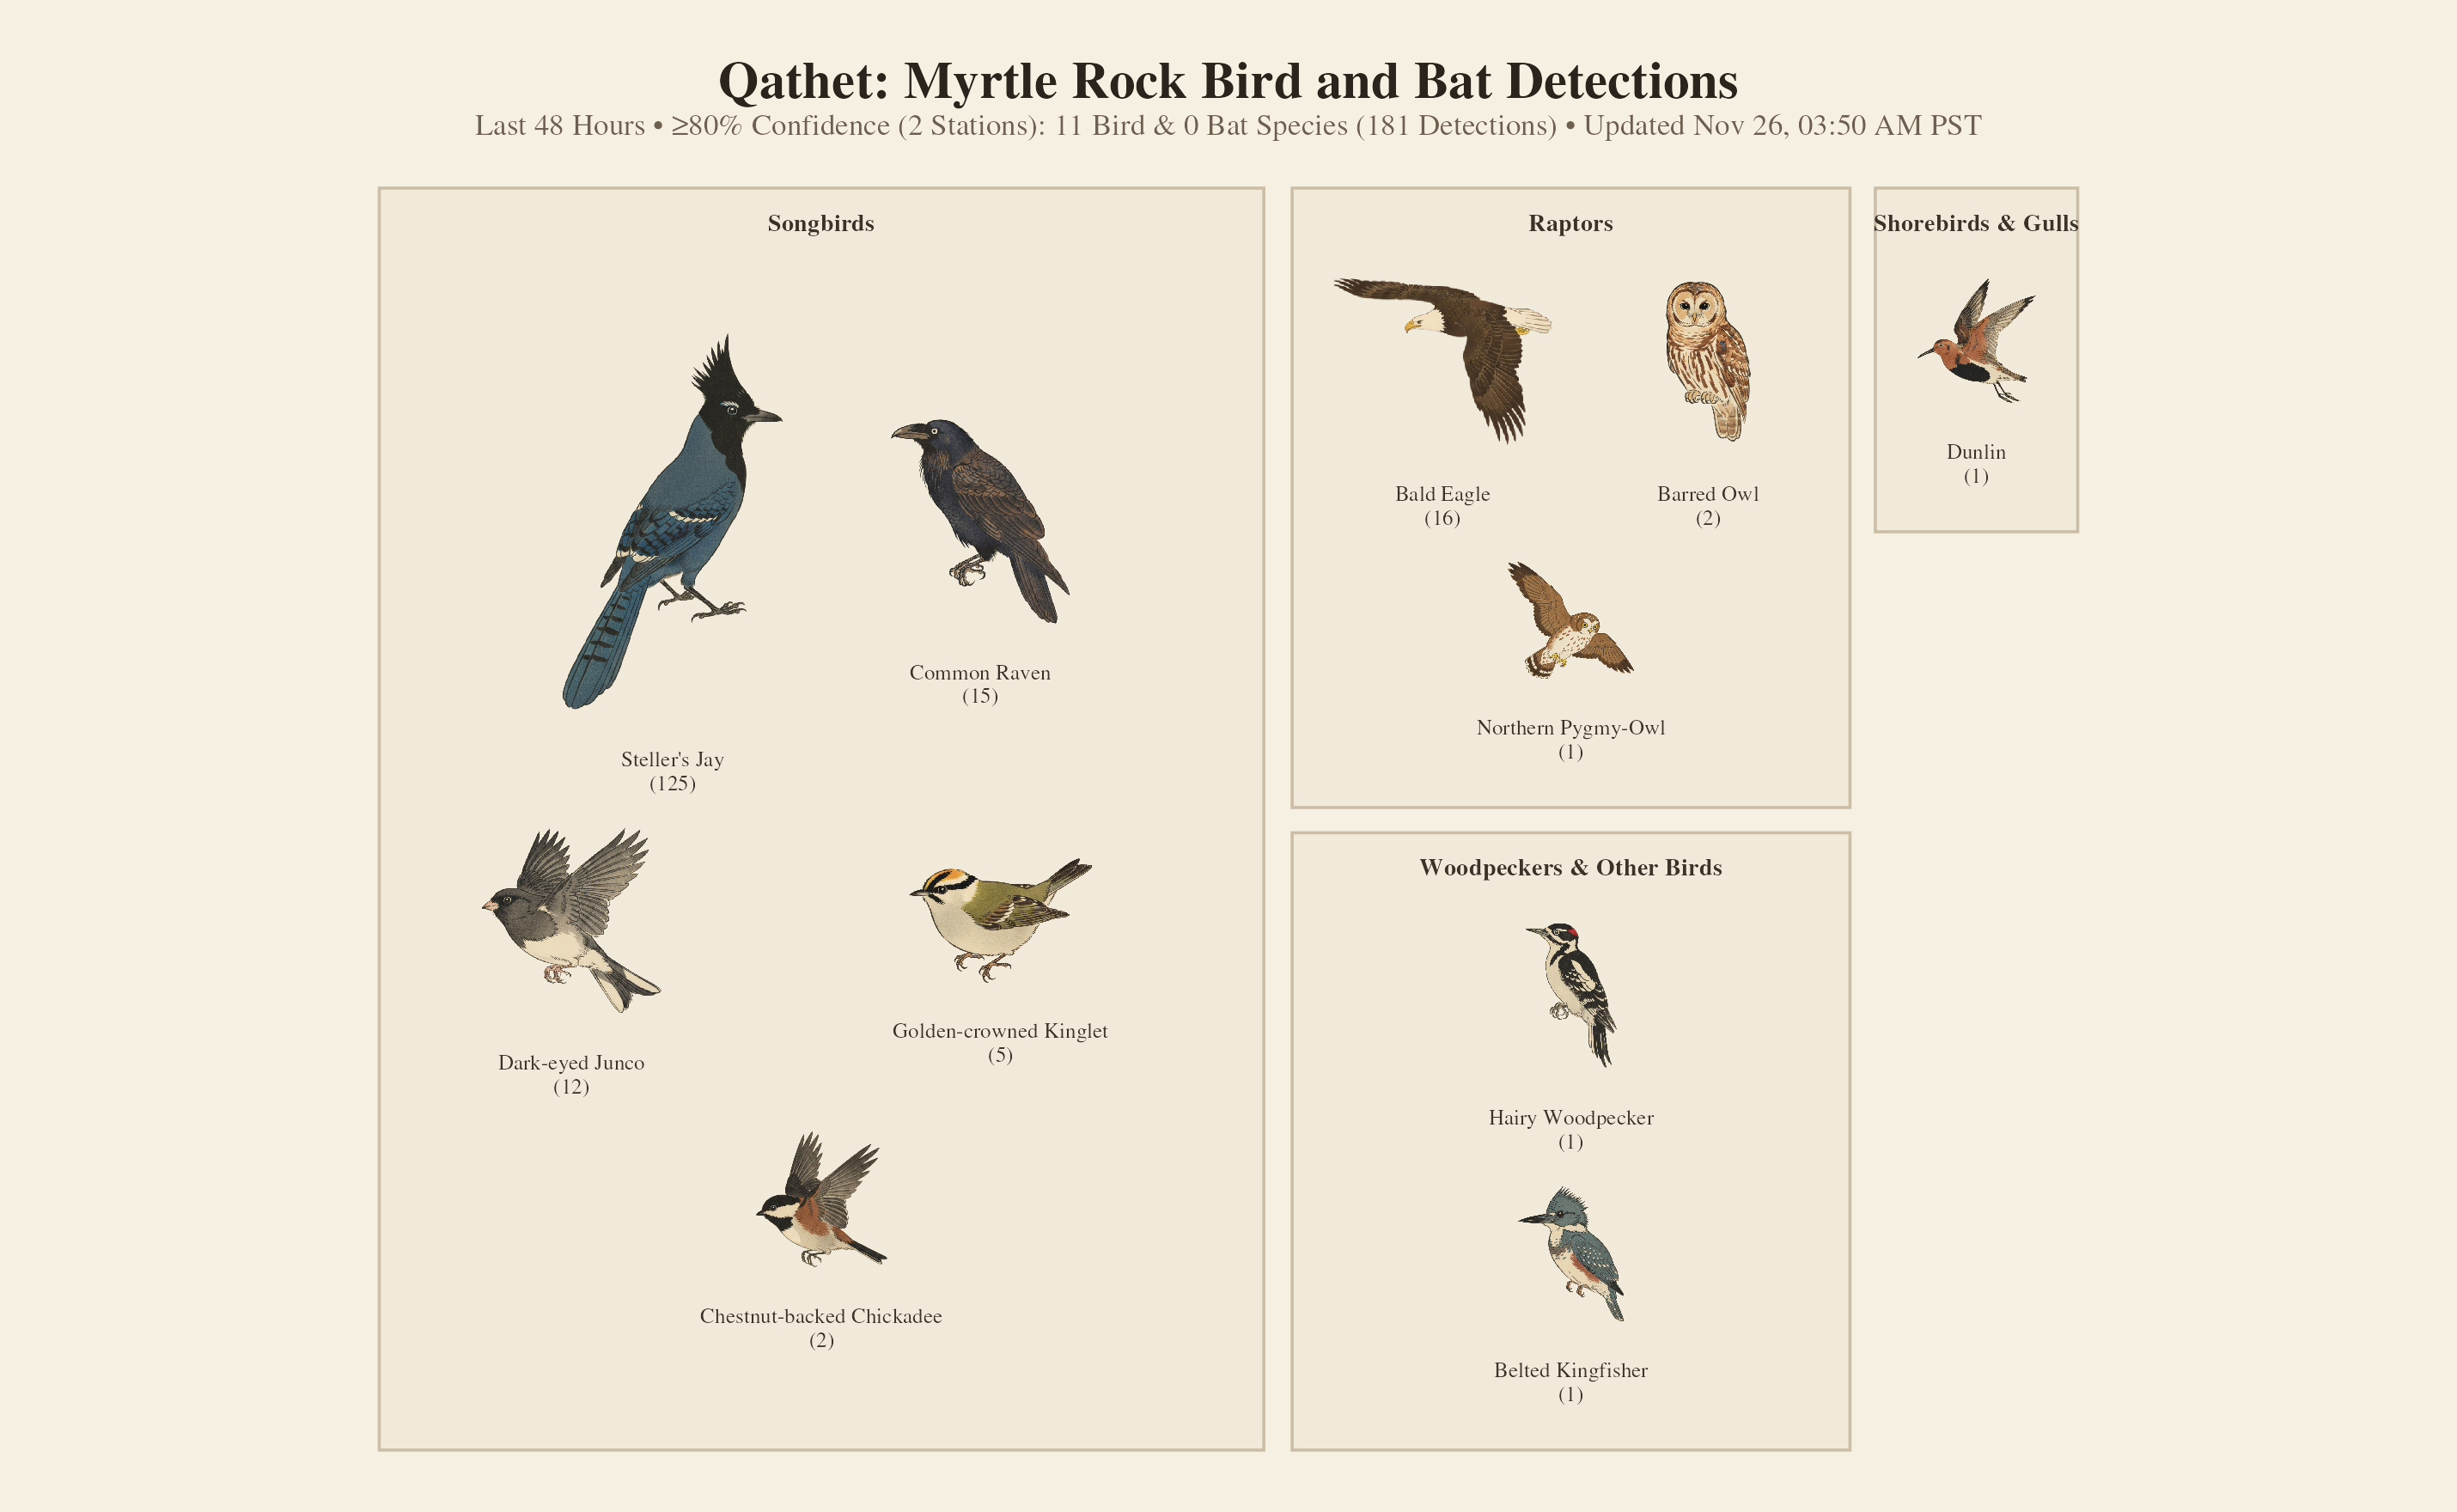 Qathet: Myrtle Rock Bird and Bat Detections
Last 48 Hours • ≥80% Confidence (2 Stations): 11 Bird & 0 Bat Species (181 Detections) • Updated Nov 26, 03:50 AM PST
Songbirds
Steller's Jay
(125)
Common Raven
(15)
Dark-eyed Junco
(12)
Golden-crowned Kinglet
(5)
Chestnut-backed Chickadee
(2)
Raptors
Bald Eagle
(16)
Barred Owl
(2)
Northern Pygmy-Owl
(1)
Woodpeckers & Other Birds
Hairy Woodpecker
(1)
Belted Kingfisher
(1)
Shorebirds & Gulls
Dunlin
(1)